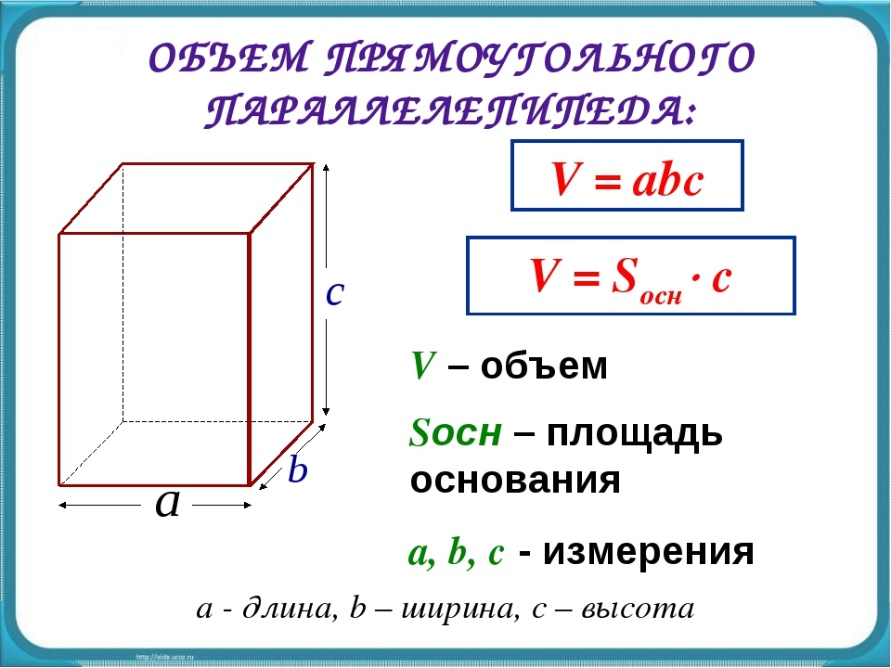 ОБЪЕМ ПРЯМОУГОЛЬНОГО
ПАРАЛЛЕЛЕПИПЕДА:
V = abc
V = Sосн · c
c
V – объем
Sосн – площадь
основания
b
a
a, b, c - измерения
а - длина, b – ширина, с – высота